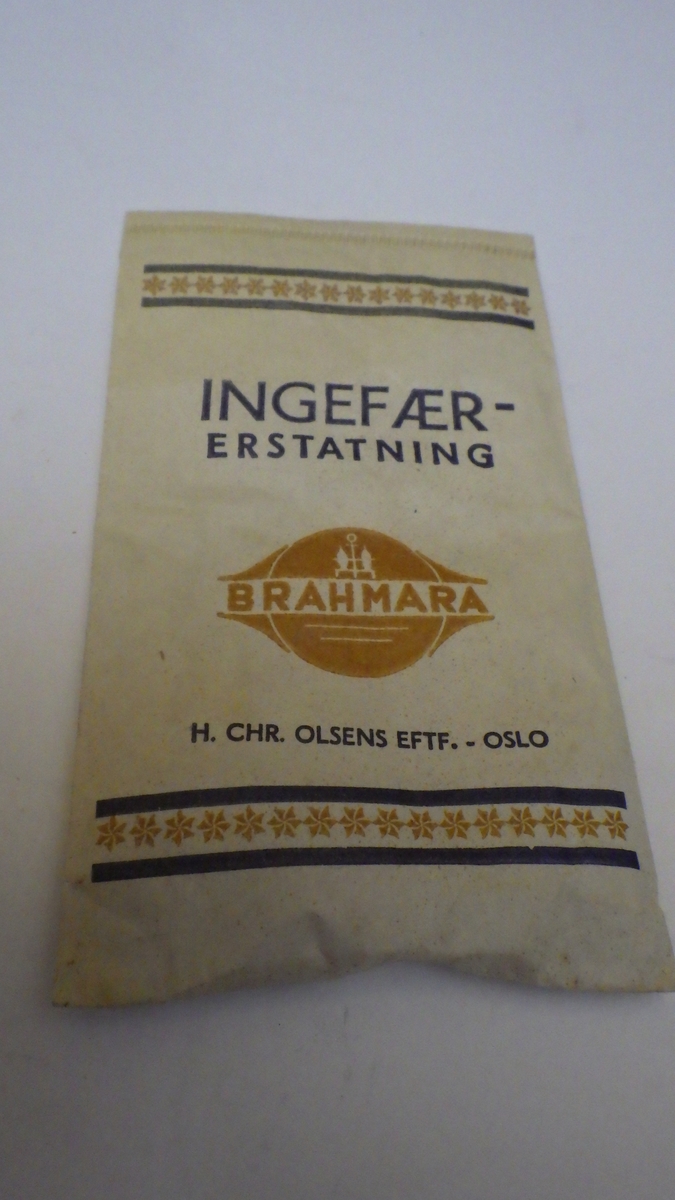 INGEFÆR-
ERSTATNING
BRAHMARA
H. CHR. OLSENS EFTF. - OSLO